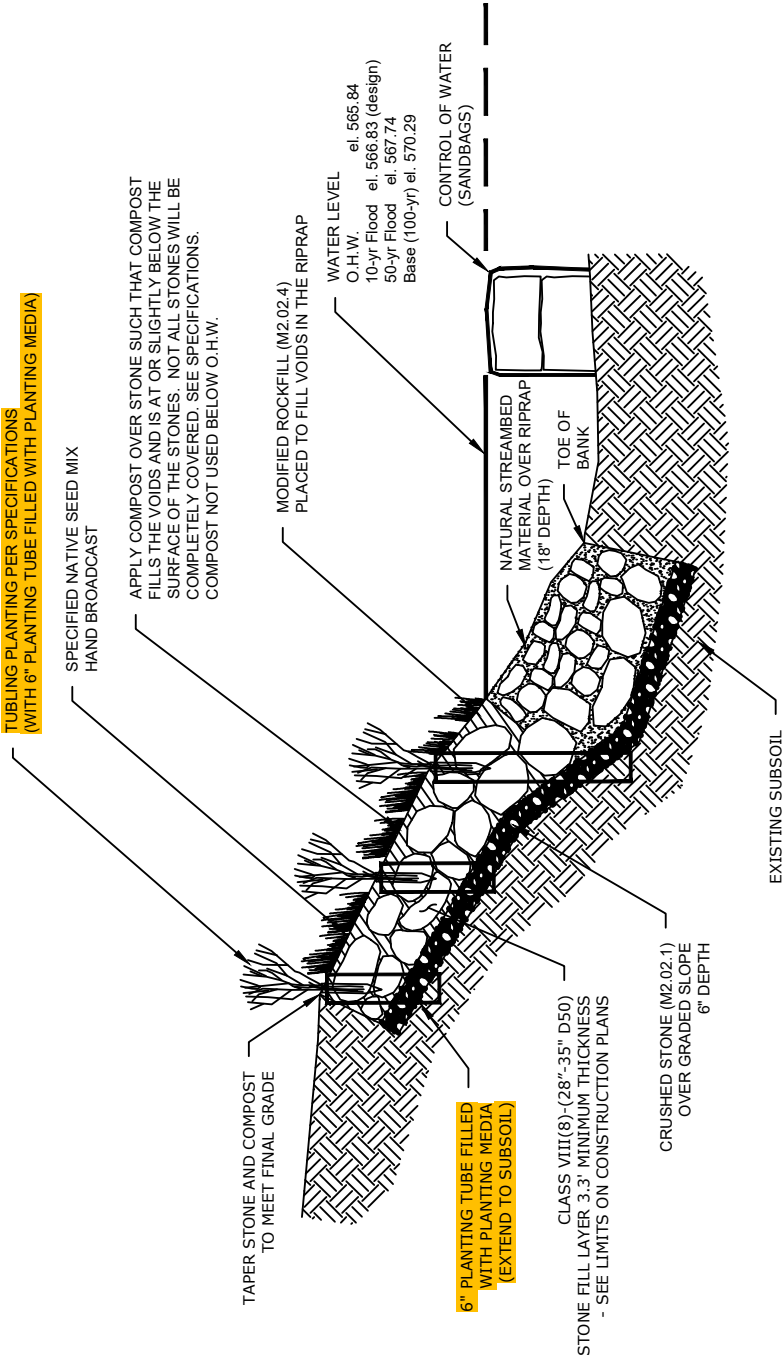 TUBLING PLANTING PER SPECIFICATIONS
(WITH 6" PLANTING TUBE FILLED WITH PLANTING MEDIA)
SPECIFIED NATIVE SEED MIX
HAND BROADCAST
APPLY COMPOST OVER STONE SUCH THAT COMPOST
FILLS THE VOIDS AND IS AT OR SLIGHTLY BELOW THE
SURFACE OF THE STONES. NOT ALL STONES WILL BE
COMPLETELY COVERED. SEE SPECIFICATIONS.
COMPOST NOT USED BELOW O.H.W.
MODIFIED ROCKFILL (M2.02.4)
PLACED TO FILL VOIDS IN THE RIPRAP
WATER LEVEL
O.H.W. el. 565.84
10-yr Flood el. 566.83 (design)
50-yr Flood el. 567.74
Base (100-yr) el. 570.29
CONTROL OF WATER
(SANDBAGS)
NATURAL STREAMBED
MATERIAL OVER RIPRAP
(18" DEPTH)
TOE OF
BANK
TAPER STONE AND COMPOST
TO MEET FINAL GRADE
6" PLANTING TUBE FILLED
WITH PLANTING MEDIA
(EXTEND TO SUBSOIL)
CLASS VIII(8)-(28"-35" D50)
STONE FILL LAYER 3.3' MINIMUM THICKNESS
- SEE LIMITS ON CONSTRUCTION PLANS
CRUSHED STONE (M2.02.1)
OVER GRADED SLOPE
6" DEPTH
EXISTING SUBSOIL